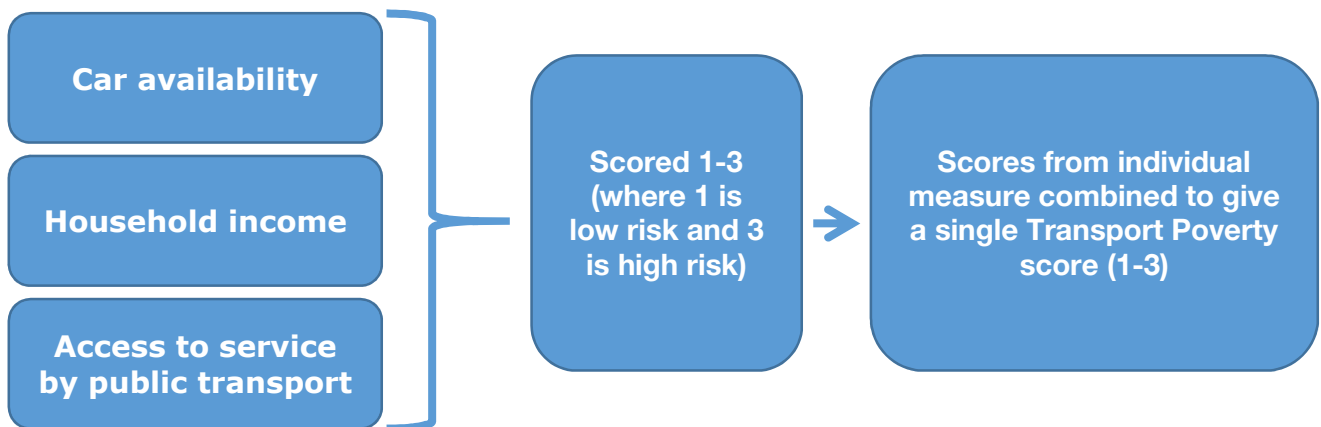 Car availability
Household income
Access to service
by public transport
Scored 1-3
(where 1 is
low risk and 3
is high risk)
Scores from individual
measure combined to give
a single Transport Poverty
score (1-3)